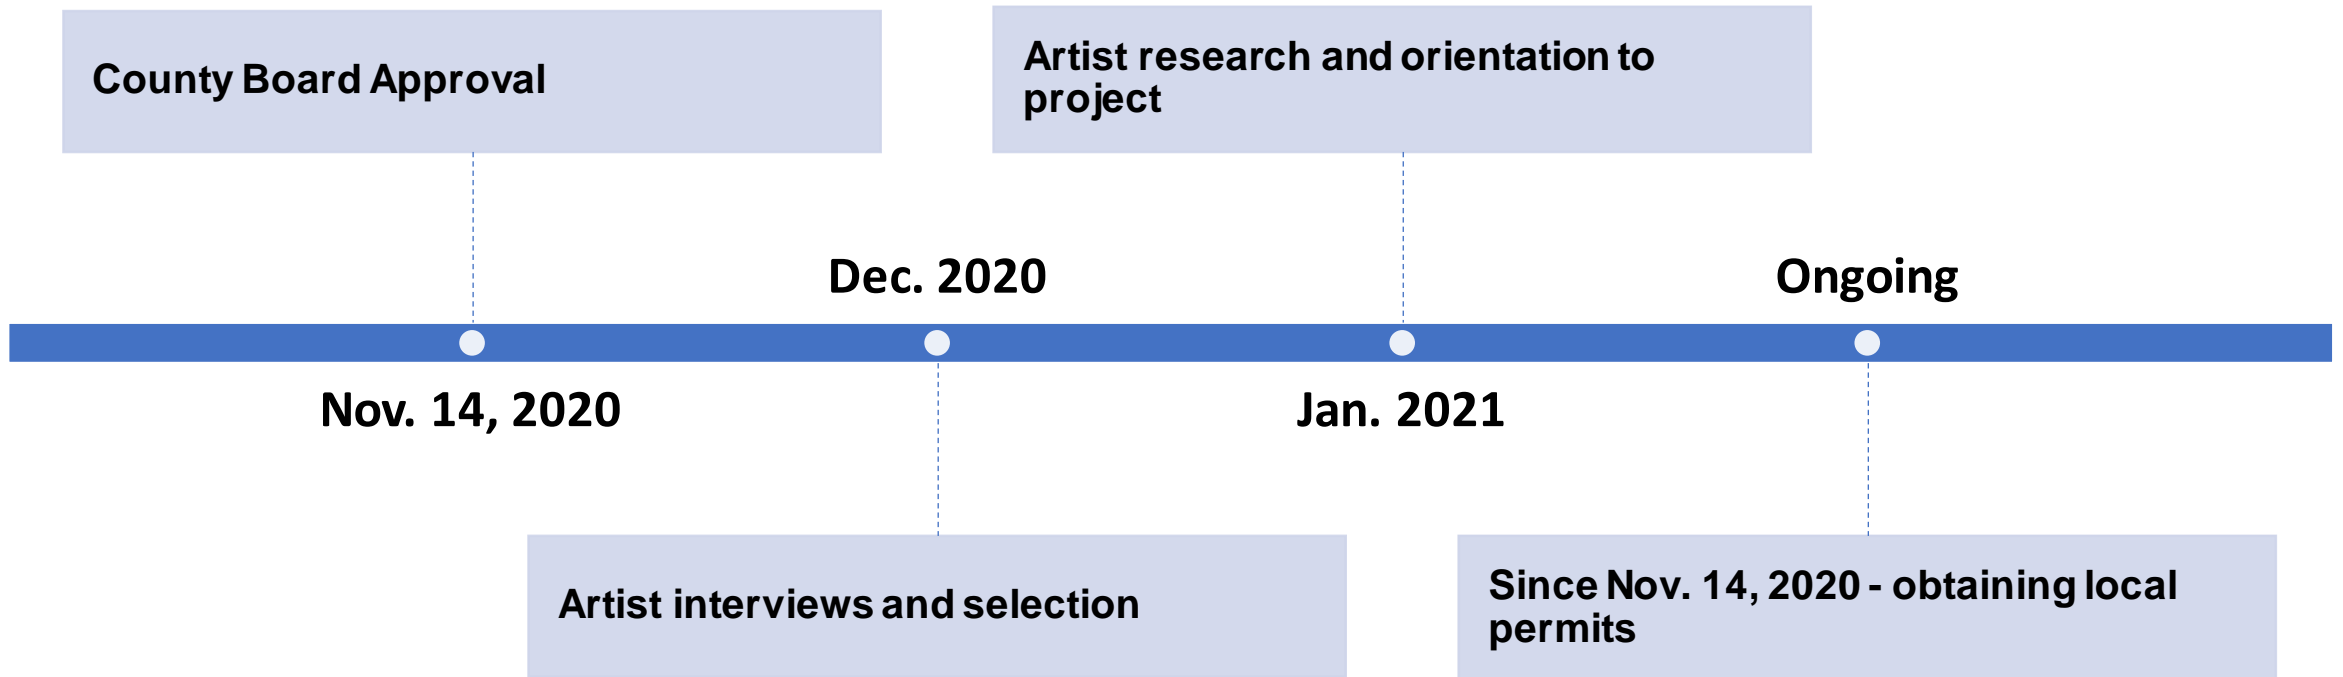 County Board Approval
Artist research and orientation to
project
Dec. 2020
Ongoing
Nov. 14, 2020
Jan. 2021
Artist interviews and selection
Since Nov. 14, 2020 - obtaining local
permits